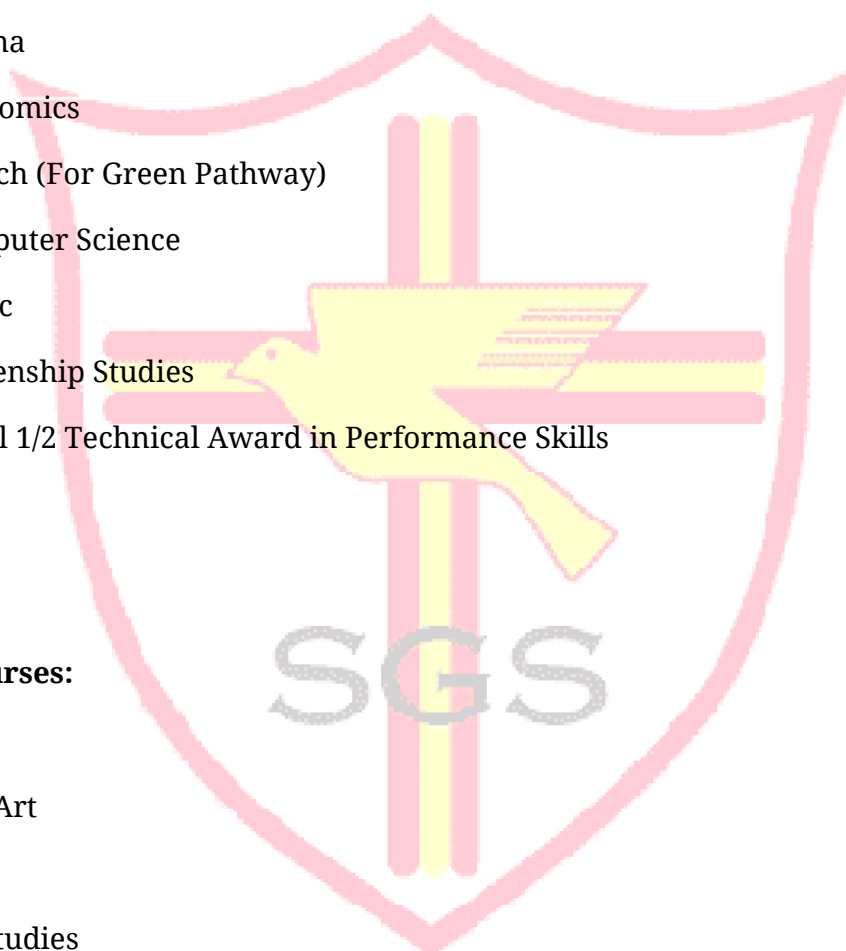 na
omics
ch (For Green Pathway)
puter Science
c
enship Studies
l 1/2 Technical Award in Performance Skills
SGS
urses:
Art
tudies